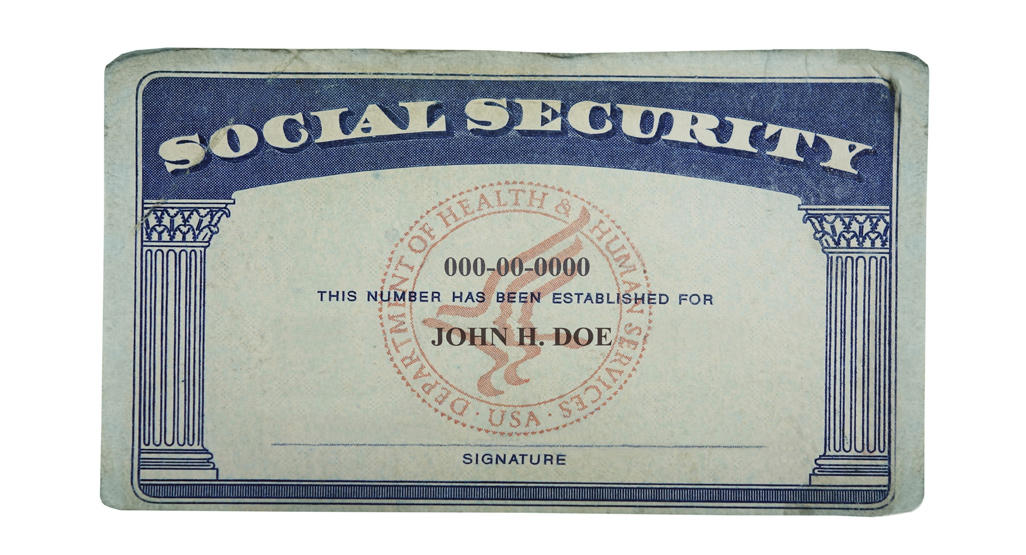 SOCIAL SECURITY
DEPARTMENT OF HEALTH & HUMAN SERVICES · USA ·
000-00-0000
THIS NUMBER HAS BEEN ESTABLISHED FOR
JOHN H. DOE
SIGNATURE